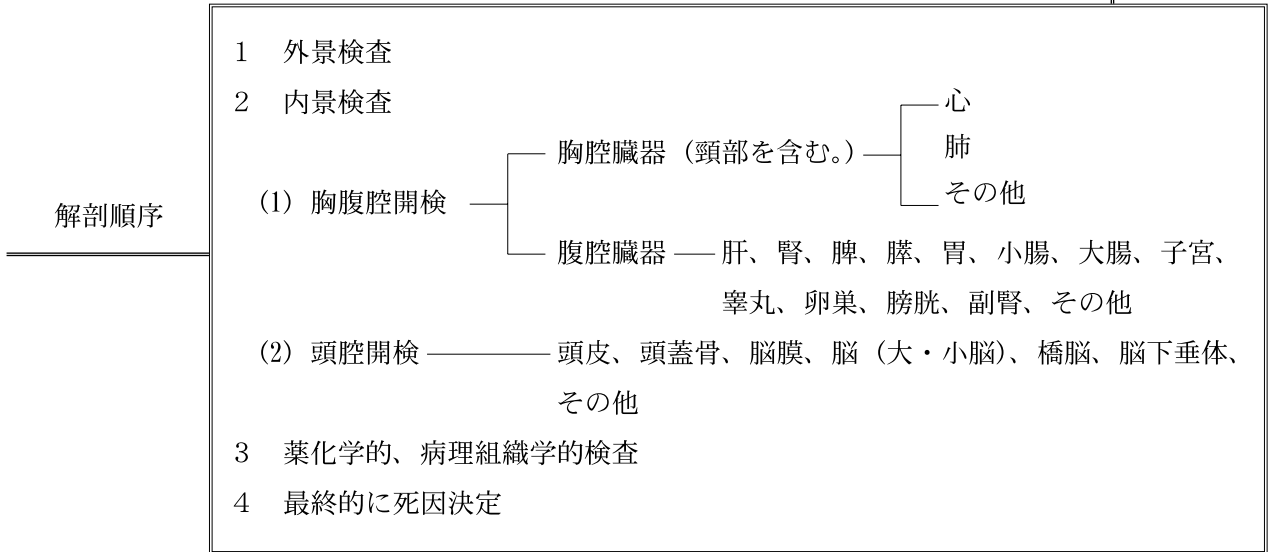 解剖順序
１　外景検査
２　内景検査
(1) 胸腹腔開検
胸腔臓器（頸部を含む。）
心
肺
その他
腹腔臓器
肝、腎、脾、膵、胃、小腸、大腸、子宮、
睾丸、卵巣、膀胱、副腎、その他
(2) 頭腔開検
頭皮、頭蓋骨、脳膜、脳（大・小脳）、橋脳、脳下垂体、
その他
３　薬化学的、病理組織学的検査
４　最終的に死因決定